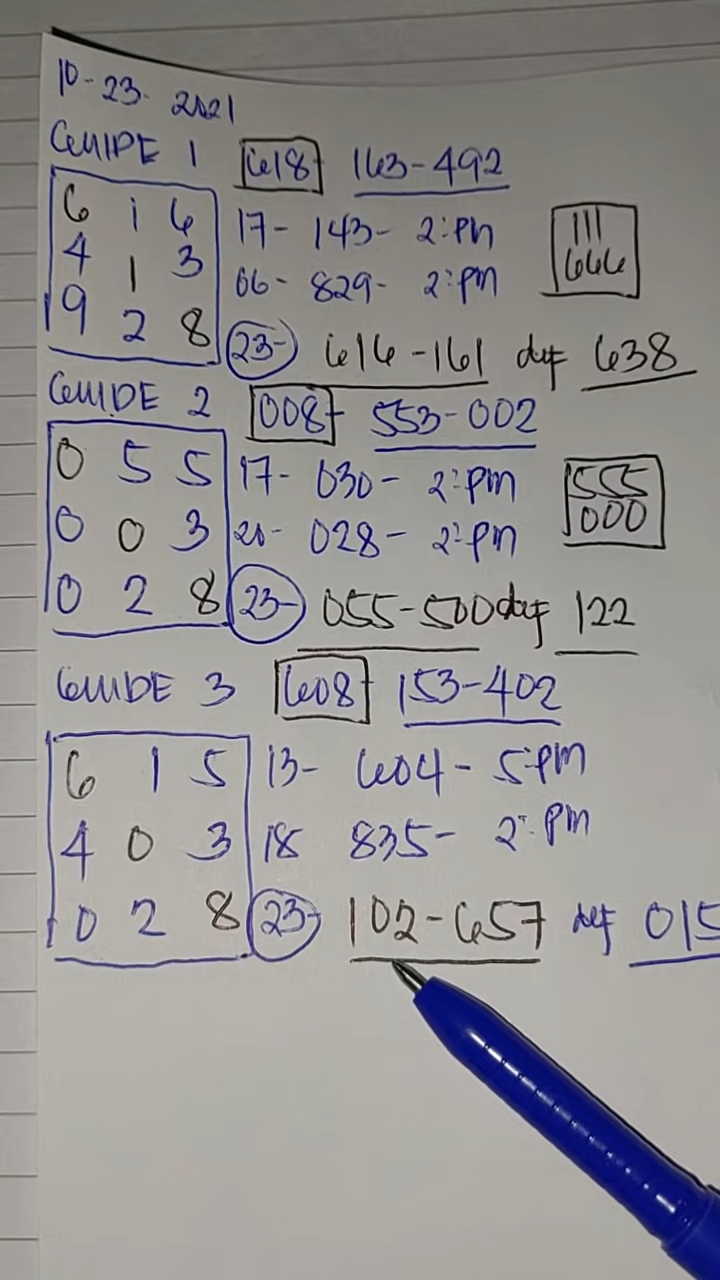 10-23-2021
GUIDE 1 618- 163-492
6 1 6 17- 143- 2:PM 111
4 1 3 06- 829- 2:PM 666
9 2 8 23- 616-161 def 638
GUIDE 2 008- 553-002
0 5 5 17- 030- 2:PM 555
0 0 3 20- 028- 2:PM 000
0 2 8 23- 055-500 def 122
GUIDE 3 608- 153-402
6 1 5 13- 604- 5:PM
4 0 3 18 835- 2:PM
0 2 8 23- 102-657 def 015